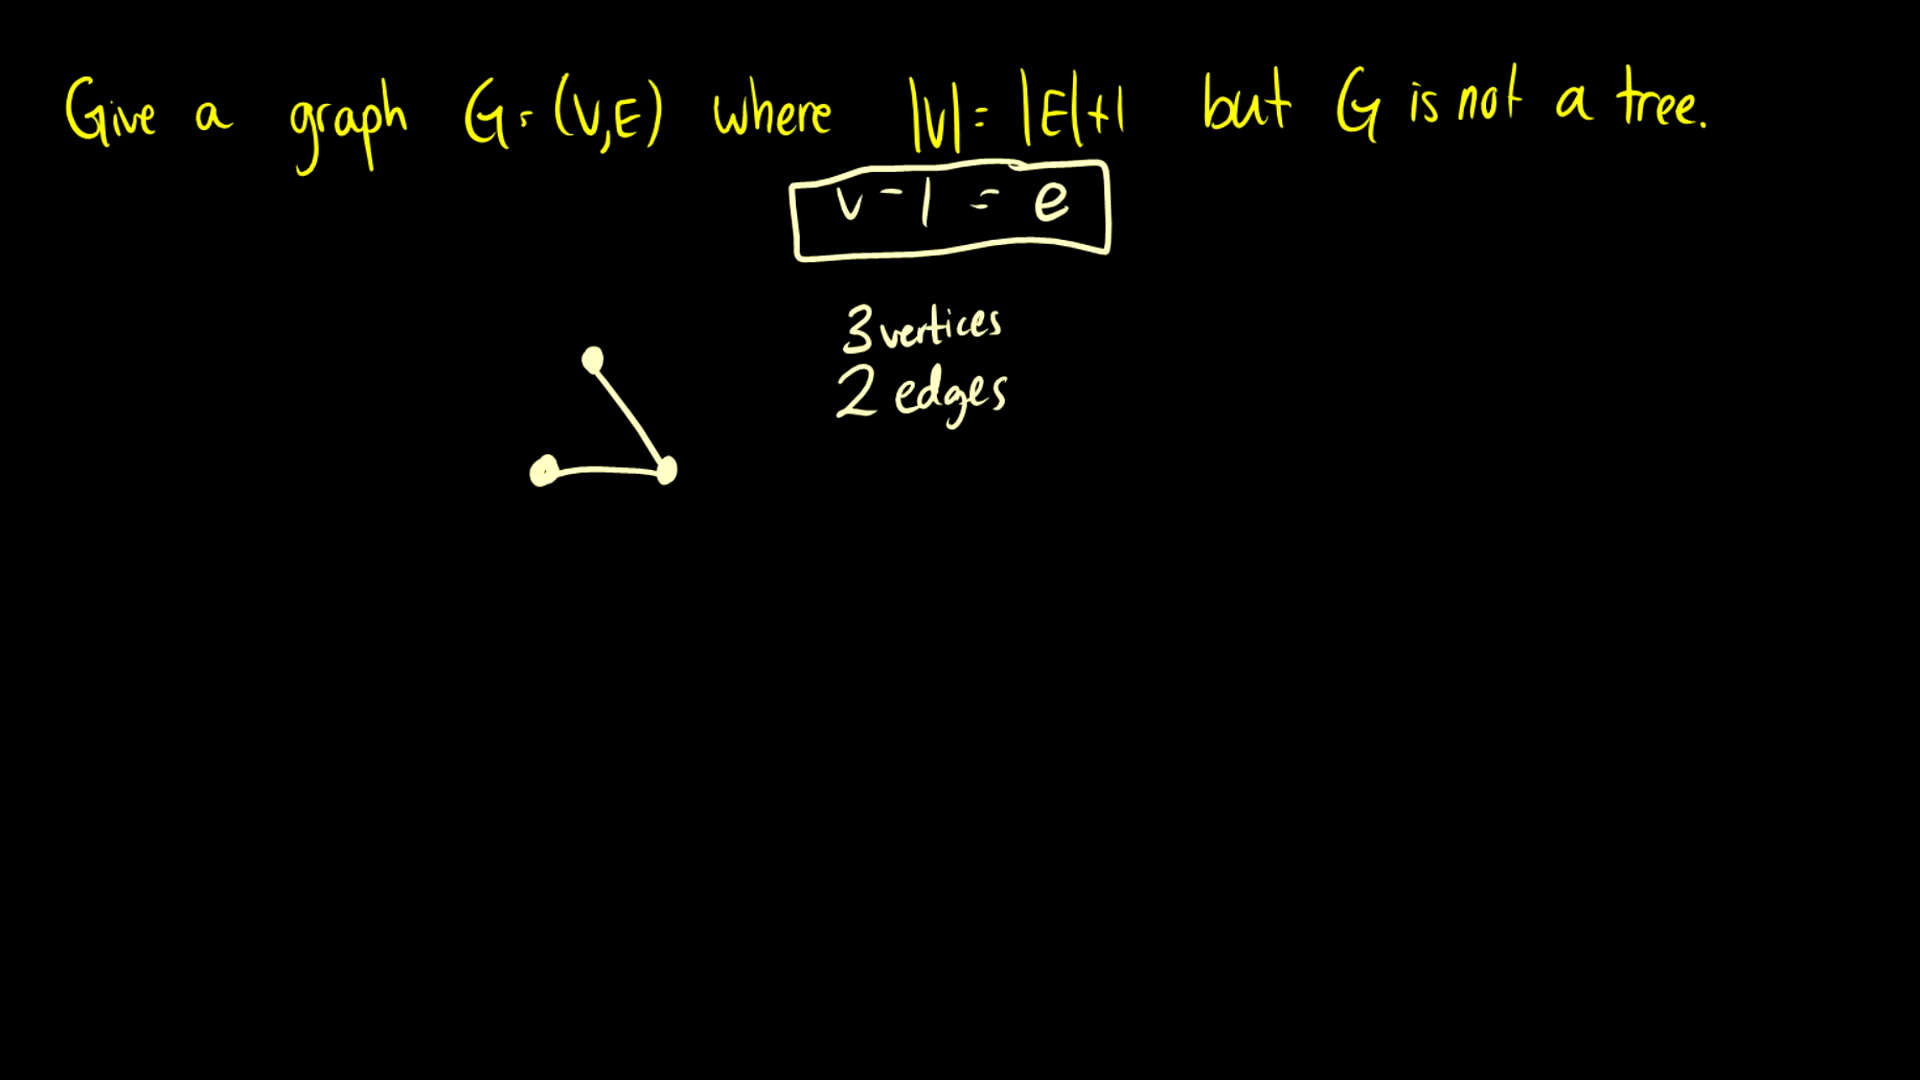 Give a graph G = (V,E) where |V| = |E|+1 but G is not a tree.
v - 1 = e
3 vertices
2 edges